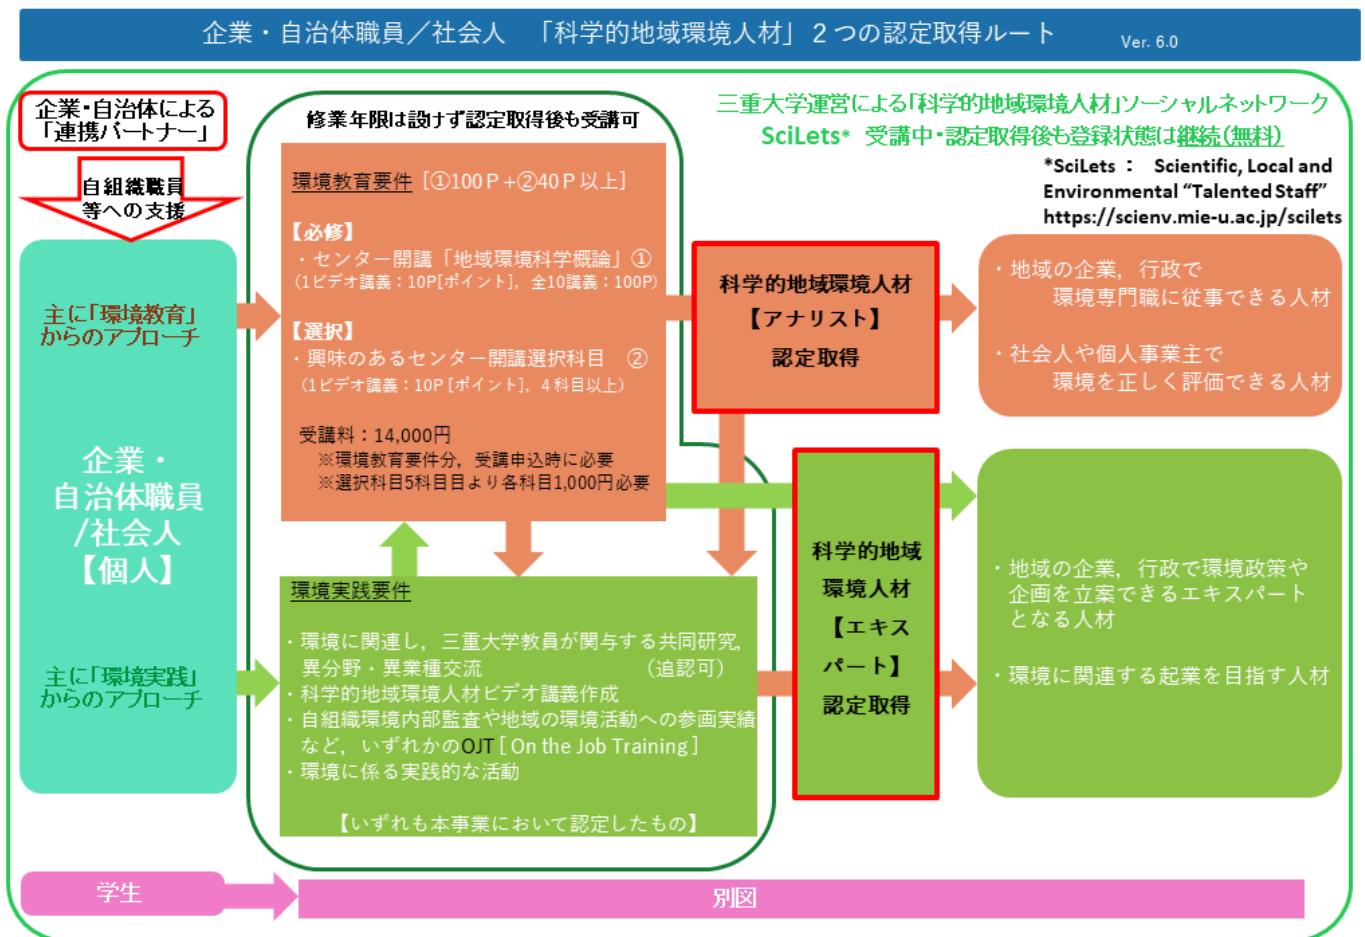 企業・自治体職員／社会人　「科学的地域環境人材」２つの認定取得ルート　Ver. 6.0
企業・自治体による
「連携パートナー」
自組織職員
等への支援
修業年限は設けず認定取得後も受講可
三重大学運営による「科学的地域環境人材」ソーシャルネットワーク
SciLets* 受講中・認定取得後も登録状態は継続（無料）
*SciLets ： Scientific, Local and
Environmental “Talented Staff”
https://scienv.mie-u.ac.jp/scilets
主に「環境教育」
からのアプローチ
企業・
自治体職員
/社会人
【個人】
主に「環境実践」
からのアプローチ
環境教育要件［①100Ｐ+②40Ｐ以上］
【必修】
・センター開講「地域環境科学概論」①
（1ビデオ講義：10P[ポイント]，全10講義：100P）
【選択】
・興味のあるセンター開講選択科目　②
（1ビデオ講義：10P [ポイント]，４科目以上）
受講料：14,000円
※環境教育要件分，受講申込時に必要
※選択科目5科目目より各科目1,000円必要
環境実践要件
・環境に関連し，三重大学教員が関与する共同研究，
異分野・異業種交流　　　　　　（追認可）
・科学的地域環境人材ビデオ講義作成
・自組織環境内部監査や地域の環境活動への参画実績
など，いずれかのOJT [ On the Job Training ]
・環境に係る実践的な活動
【いずれも本事業において認定したもの】
科学的地域環境人材
【アナリスト】
認定取得
科学的地域
環境人材
【エキス
パート】
認定取得
・地域の企業，行政で
環境専門職に従事できる人材
・社会人や個人事業主で
環境を正しく評価できる人材
・地域の企業，行政で環境政策や
企画を立案できるエキスパート
となる人材
・環境に関連する起業を目指す人材
学生
別図